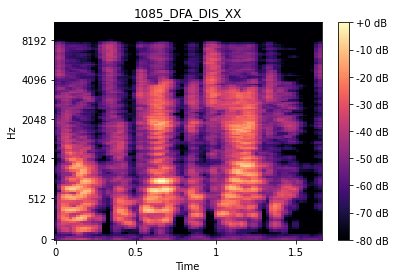 1085_DFA_DIS_XX
+0 dB
8192
-10 dB
4096
-20 dB
-30 dB
2048
Hz
-40 dB
1024
-50 dB
512
-60 dB
-70 dB
0
-80 dB
0
0.5
1
1.5
Time